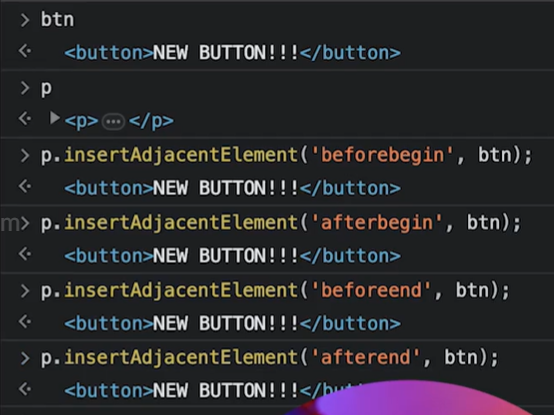 btn
<button>NEW BUTTON!!!</button>
p
<p>…</p>
p.insertAdjacentElement('beforebegin', btn);
<button>NEW BUTTON!!!</button>
m
p.insertAdjacentElement('afterbegin', btn);
<button>NEW BUTTON!!!</button>
p.insertAdjacentElement('beforeend', btn);
<button>NEW BUTTON!!!</button>
p.insertAdjacentElement('afterend', btn);
<button>NEW BUTTON!!!</button>